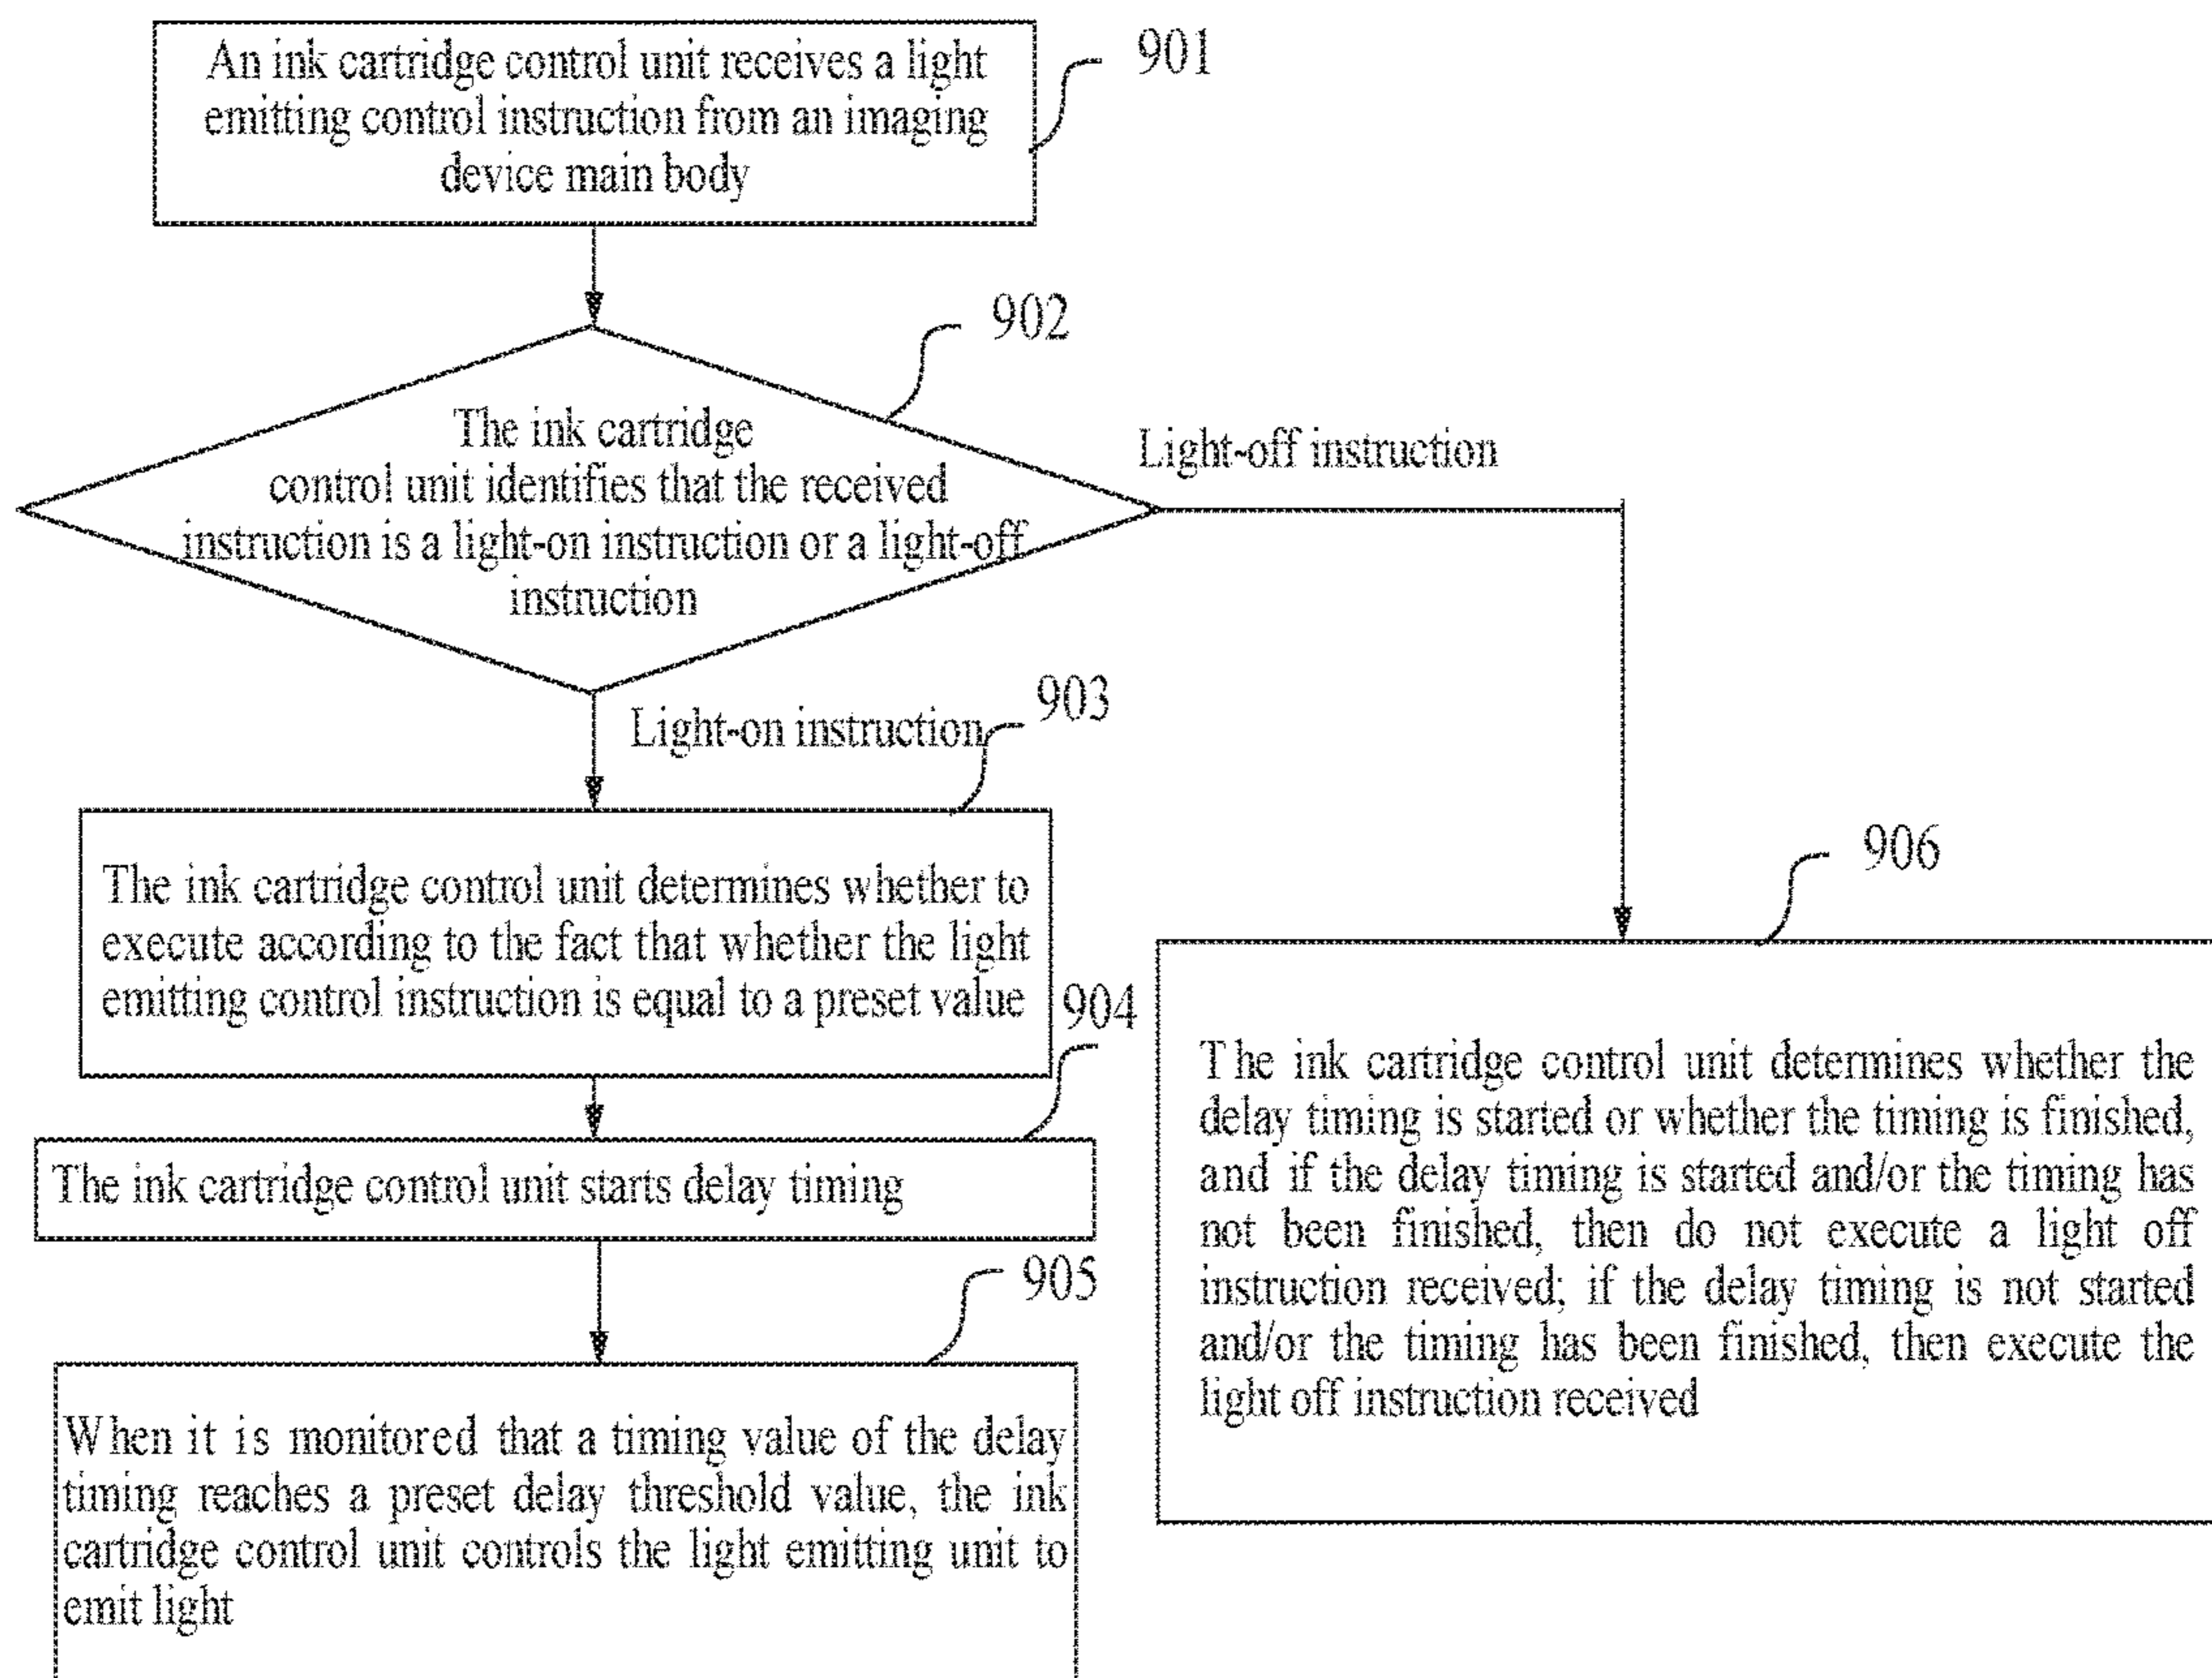 An ink cartridge control unit receives a light
emitting control instruction from an imaging
device main body
901
902
The ink cartridge
control unit identifies that the received
instruction is a light-on instruction or a light-off
instruction
Light-off instruction
Light-on instruction
903
The ink cartridge control unit determines whether to
execute according to the fact that whether the light
emitting control instruction is equal to a preset value
904
The ink cartridge control unit starts delay timing
905
When it is monitored that a timing value of the delay
timing reaches a preset delay threshold value, the ink
cartridge control unit controls the light emitting unit to
emit light
906
The ink cartridge control unit determines whether the
delay timing is started or whether the timing is finished,
and if the delay timing is started and/or the timing has
not been finished, then do not execute a light off
instruction received; if the delay timing is not started
and/or the timing has been finished, then execute the
light off instruction received